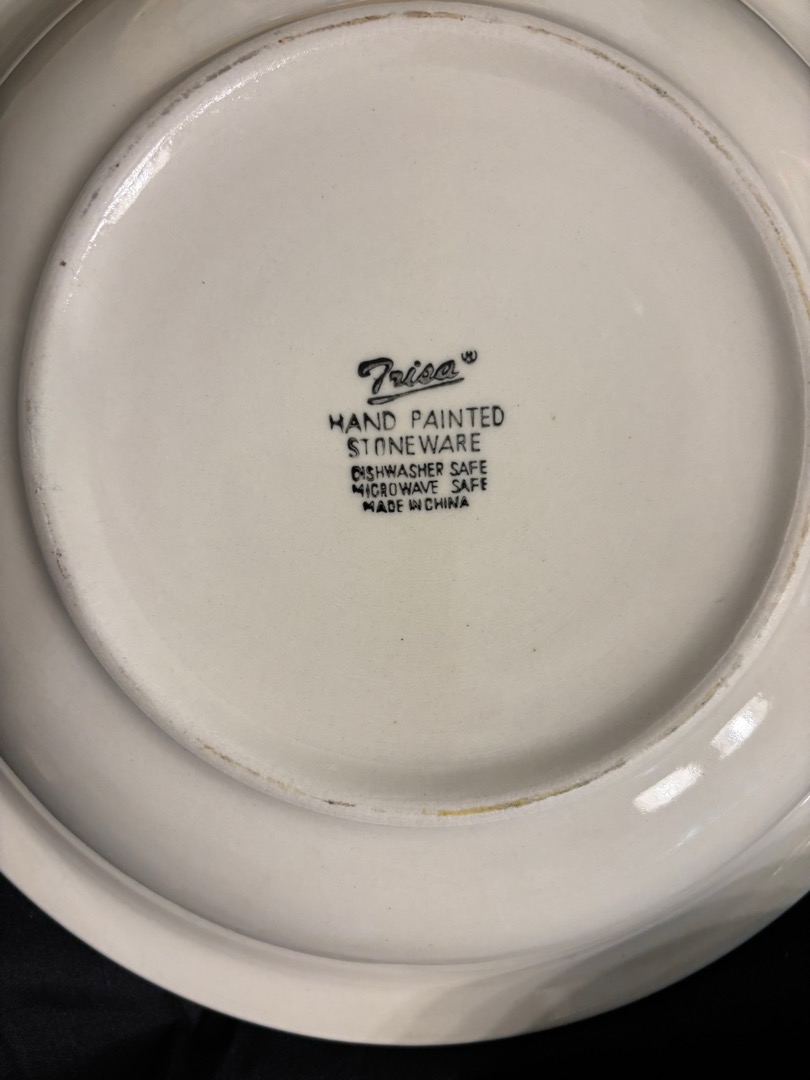 Trisa®
HAND PAINTED
STONEWARE
DISHWASHER SAFE
MICROWAVE SAFE
MADE IN CHINA